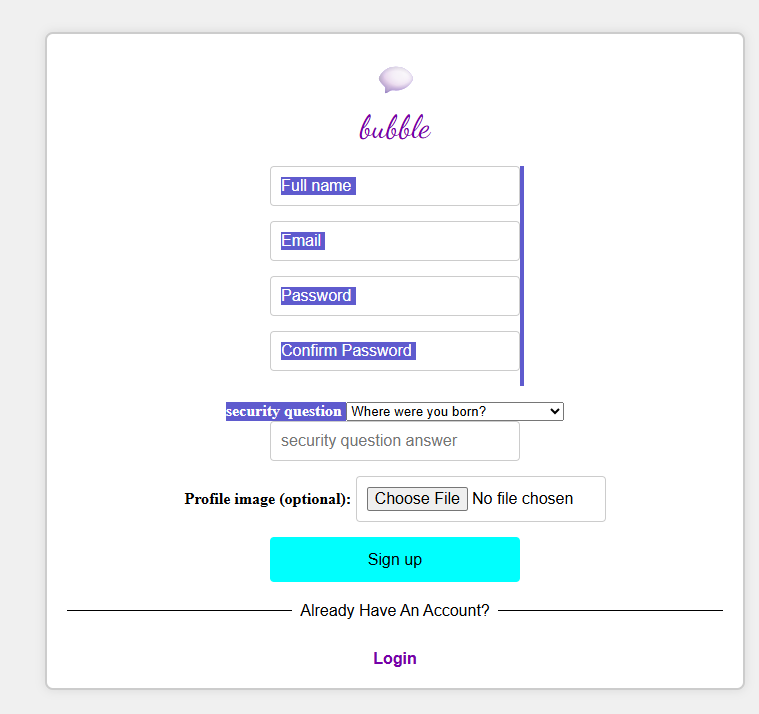 bubble
Full name
Email
Password
Confirm Password
security question Where were you born?
security question answer
Profile image (optional): Choose File No file chosen
Sign up
Already Have An Account?
Login